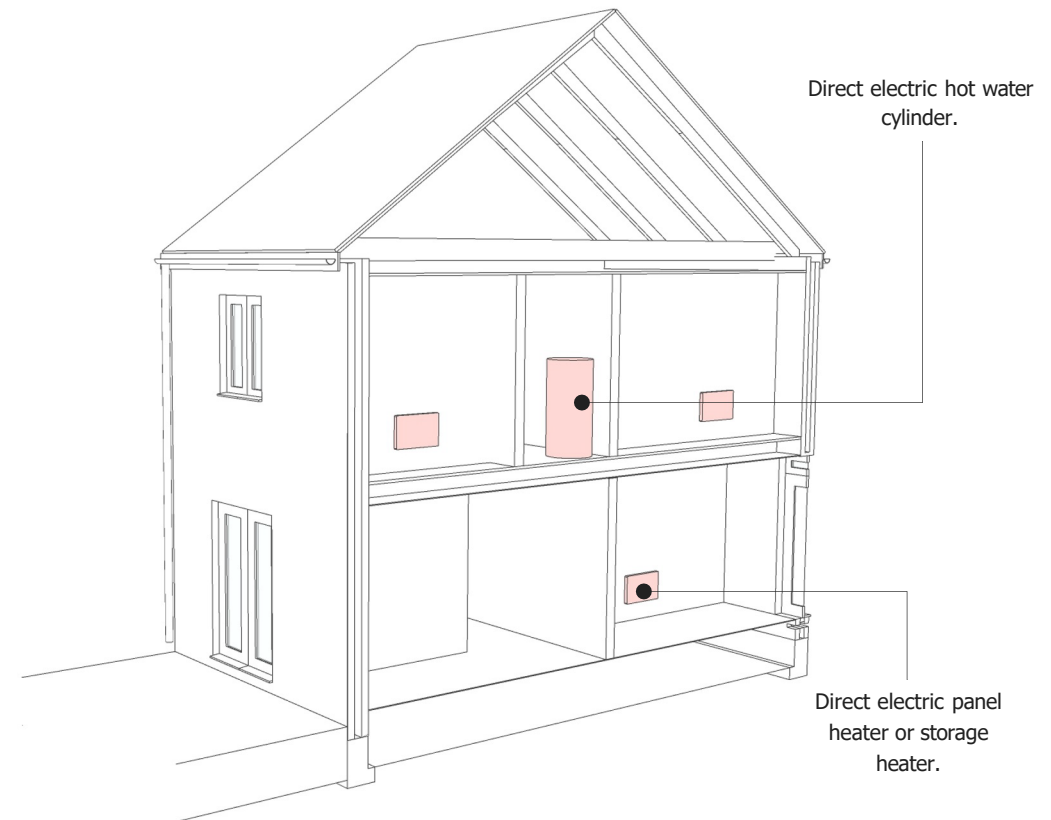 Direct electric hot water
cylinder.
Direct electric panel
heater or storage
heater.